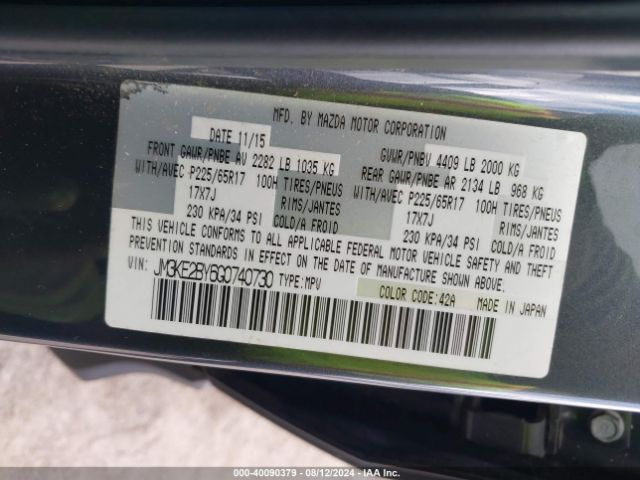 MFD. BY MAZDA MOTOR CORPORATION
DATE 11/15 GVWR/PNBV 4409 LB 2000 KG
FRONT GAWR/PNBE AV 2282 LB 1035 KG REAR GAWR/PNBE AR 2134 LB 968 KG
WITH/AVEC P225/65R17 100H TIRES/PNEUS WITH/AVEC P225/65R17 100H TIRES/PNEUS
17X7J RIMS/JANTES 17X7J RIMS/JANTES
230 KPA/34 PSI COLD/A FROID 230 KPA/34 PSI COLD/A FROID
THIS VEHICLE CONFORMS TO ALL APPLICABLE FEDERAL MOTOR VEHICLE SAFETY AND THEFT
PREVENTION STANDARDS IN EFFECT ON THE DATE OF MANUFACTURE SHOWN ABOVE.
VIN: JM3KE2BY6G0740730 TYPE: MPV COLOR CODE: 42A MADE IN JAPAN
000-40090379 - 08/12/2024 - IAA Inc.